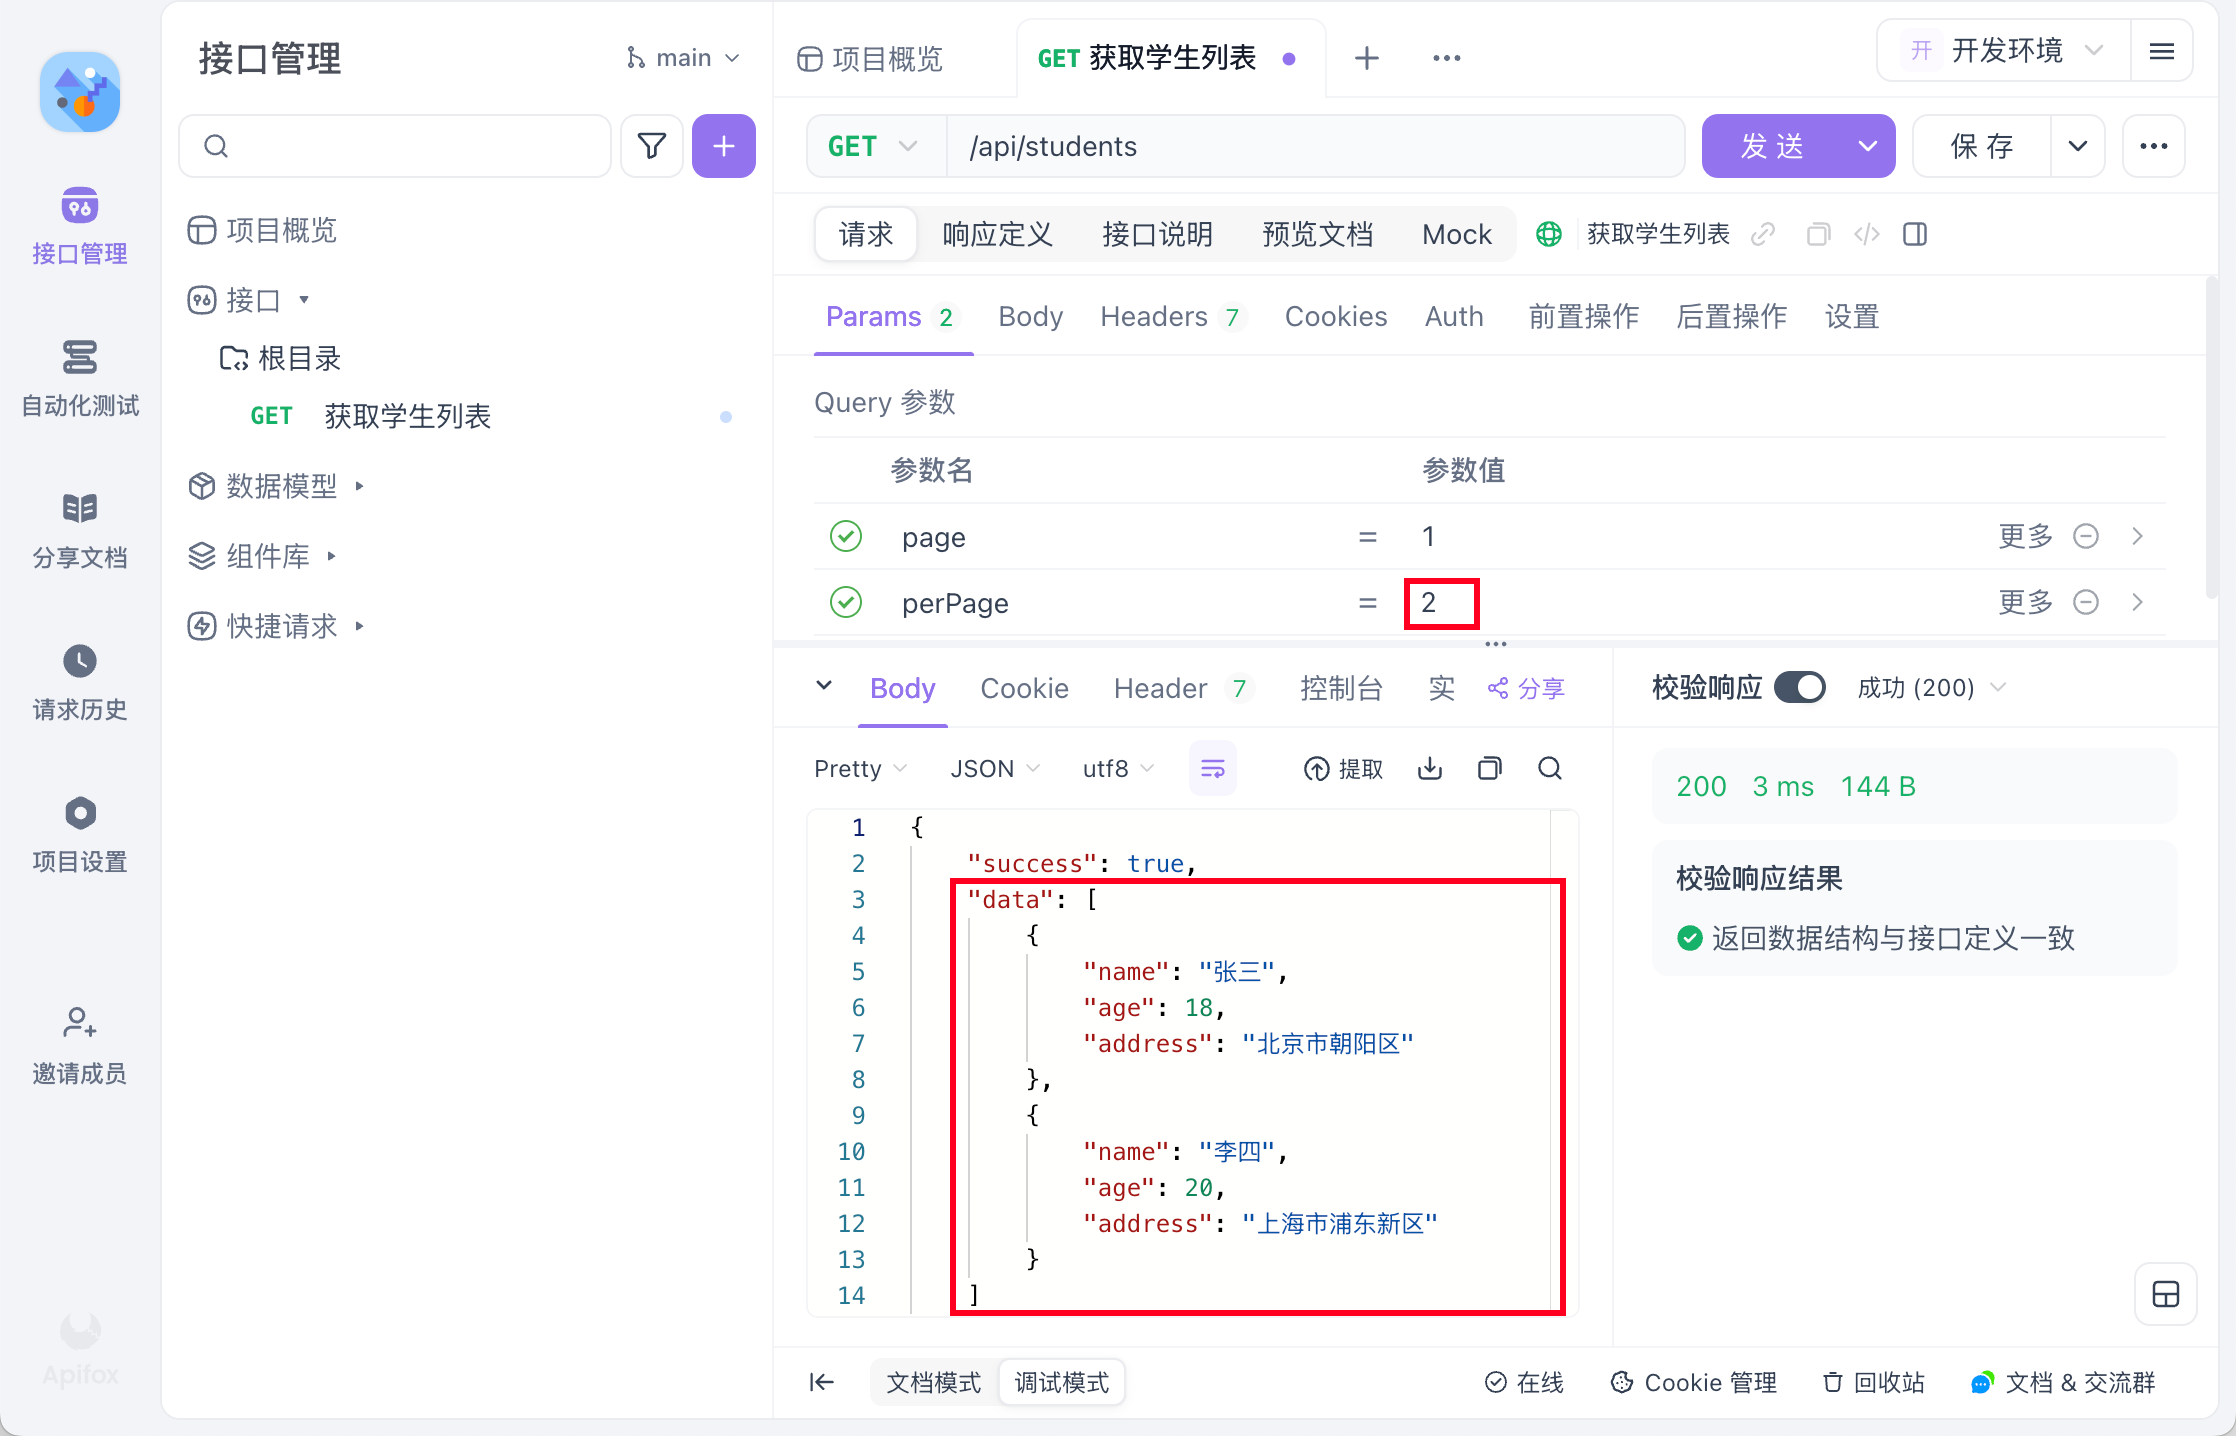 接口管理
自动化测试
分享文档
请求历史
项目设置
邀请成员
Apifox
接口管理
main
项目概览
接口
根目录
GET 获取学生列表
数据模型
组件库
快捷请求
项目概览
GET 获取学生列表
开 开发环境
GET /api/students
发 送
保 存
请求 响应定义 接口说明 预览文档 Mock 获取学生列表
Params 2 Body Headers 7 Cookies Auth 前置操作 后置操作 设置
Query 参数
参数名 参数值
page = 1 更多
perPage = 2 更多
Body Cookie Header 7 控制台 实 分享
Pretty JSON utf8 提取
1 {
2 "success": true,
3 "data": [
4 {
5 "name": "张三",
6 "age": 18,
7 "address": "北京市朝阳区"
8 },
9 {
10 "name": "李四",
11 "age": 20,
12 "address": "上海市浦东新区"
13 }
14 ]
校验响应 成功 (200)
200 3 ms 144 B
校验响应结果
返回数据结构与接口定义一致
文档模式 调试模式
在线 Cookie 管理 回收站 文档 & 交流群